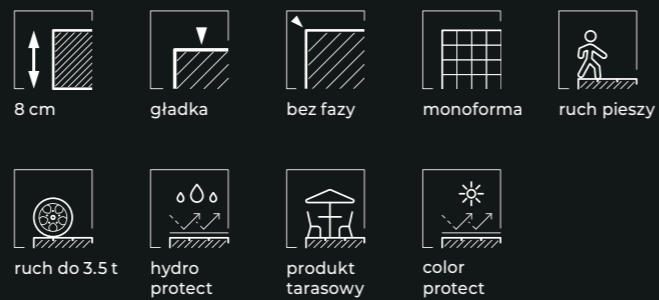 8 cm
gładka
bez fazy
monoforma
ruch pieszy
ruch do 3.5 t
hydro
protect
produkt
tarasowy
color
protect